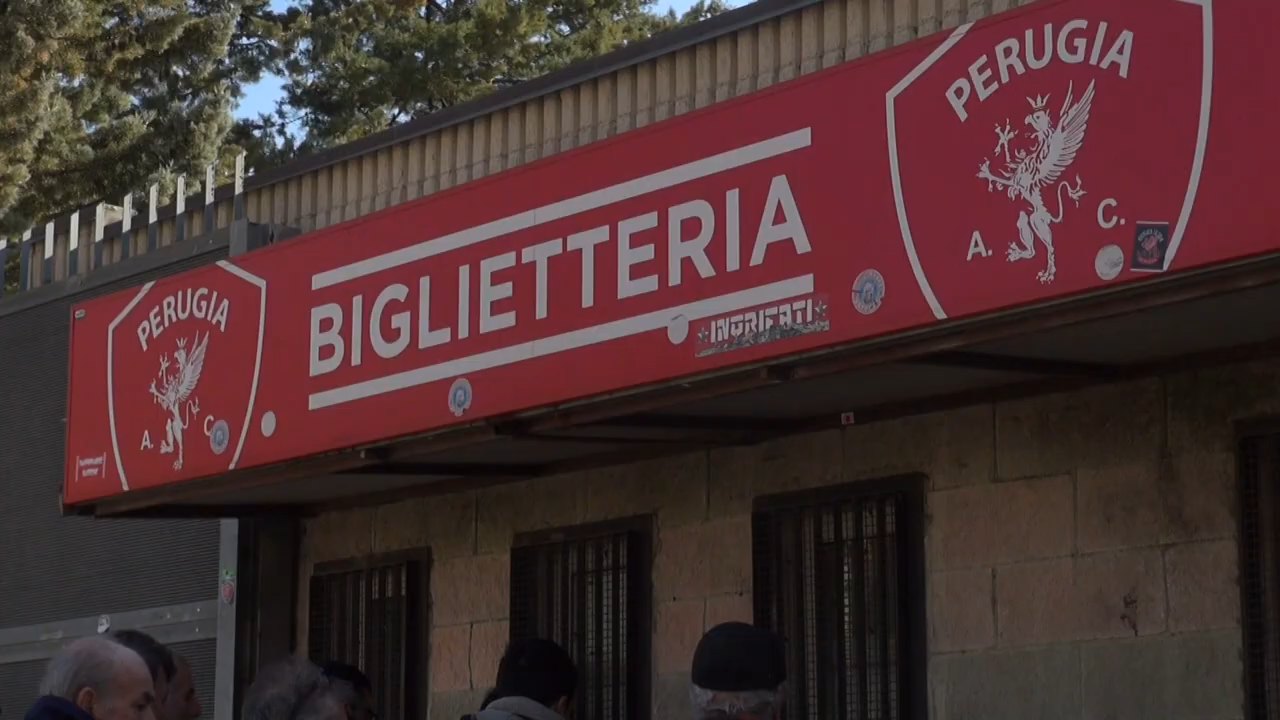 PERUGIA
A. C.
BIGLIETTERIA
INGRIFATI
PERUGIA
A. C.